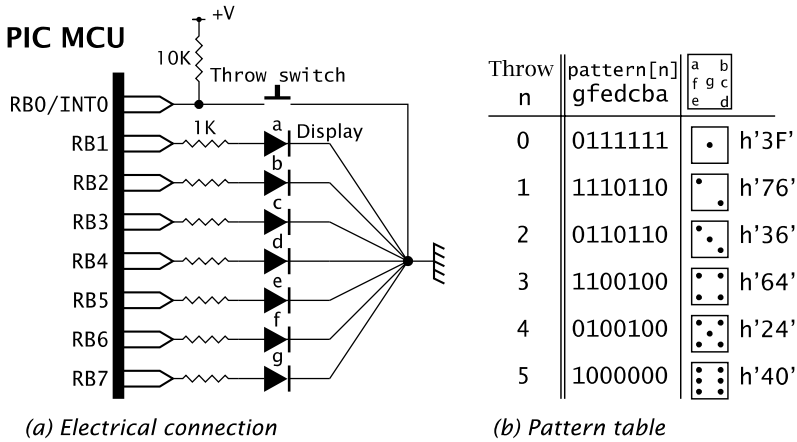 +V
PIC MCU
10K
Throw switch
RB0/INT0
1K
a
Display
RB1
b
RB2
c
RB3
d
RB4
e
RB5
f
RB6
g
RB7
(a) Electrical connection
Throw n
pattern[n] gfedcba
a b
f g c
e d
0 0111111 h'3F'
1 1110110 h'76'
2 0110110 h'36'
3 1100100 h'64'
4 0100100 h'24'
5 1000000 h'40'
(b) Pattern table